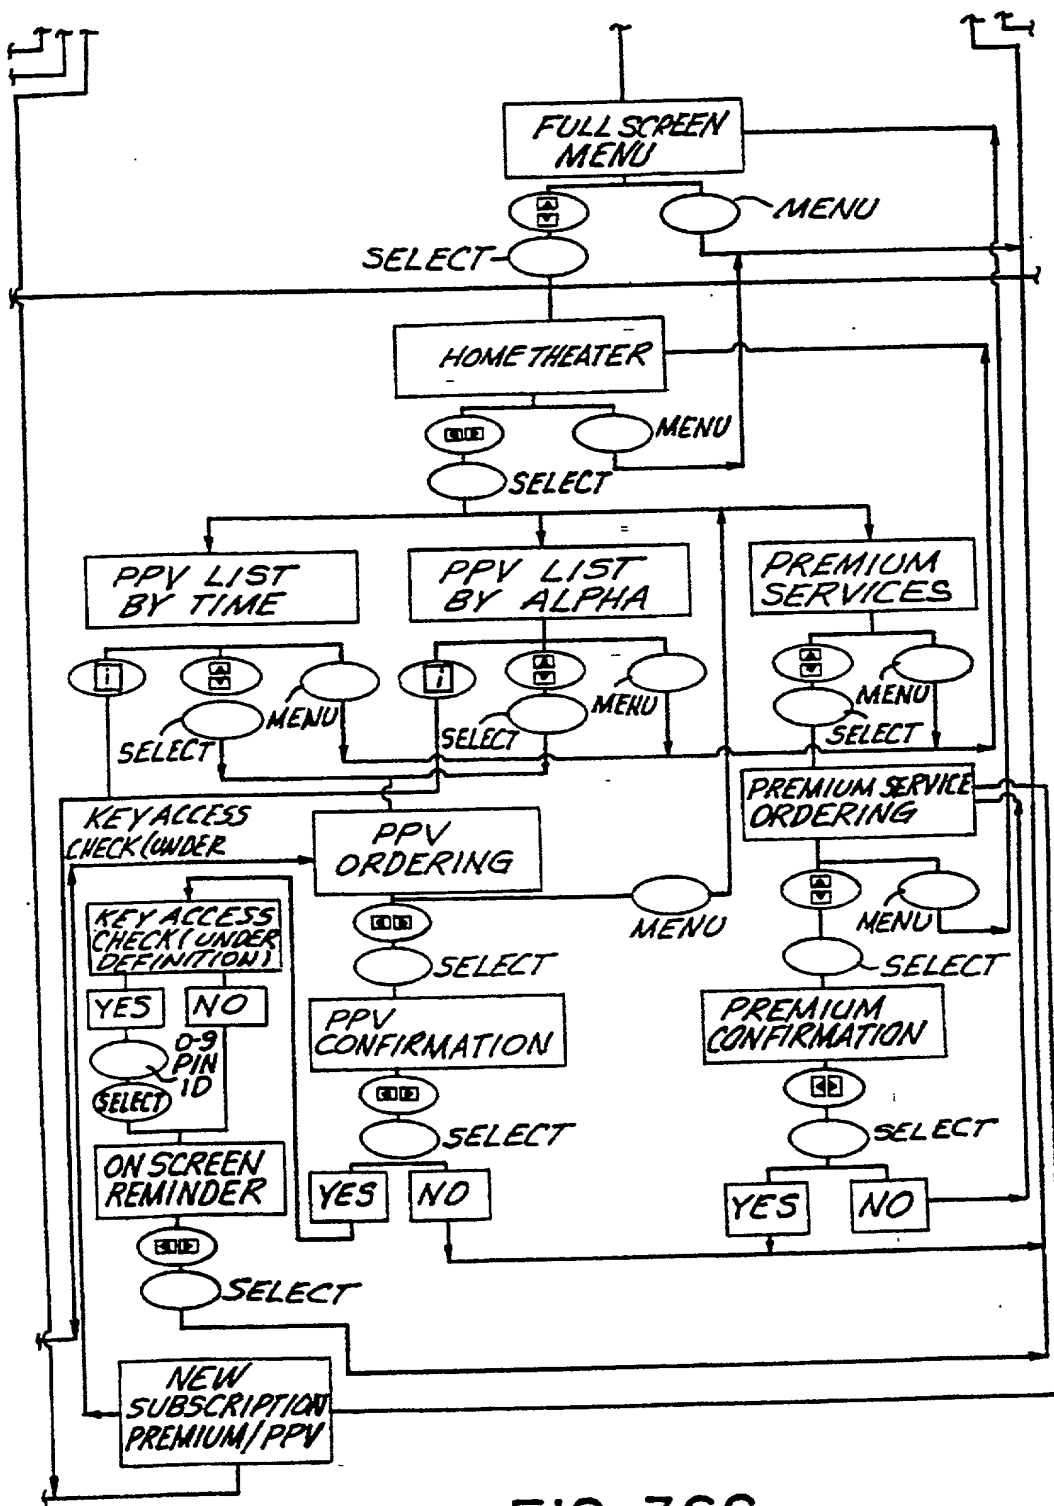 FULL SCREEN
MENU
MENU
SELECT
HOME THEATER
MENU
SELECT
PPV LIST
BY TIME
PPV LIST
BY ALPHA
PREMIUM
SERVICES
i
i
MENU
SELECT
MENU
SELECT
MENU
SELECT
KEY ACCESS
CHECK (UNDER
PPV
ORDERING
PREMIUM SERVICE
ORDERING
MENU
MENU
KEY ACCESS
CHECK (UNDER
DEFINITION)
SELECT
SELECT
YES
NO
PPV
CONFIRMATION
PREMIUM
CONFIRMATION
0-9
PIN
ID
SELECT
SELECT
SELECT
ON SCREEN
REMINDER
YES
NO
YES
NO
SELECT
NEW
SUBSCRIPTION
PREMIUM/PPV